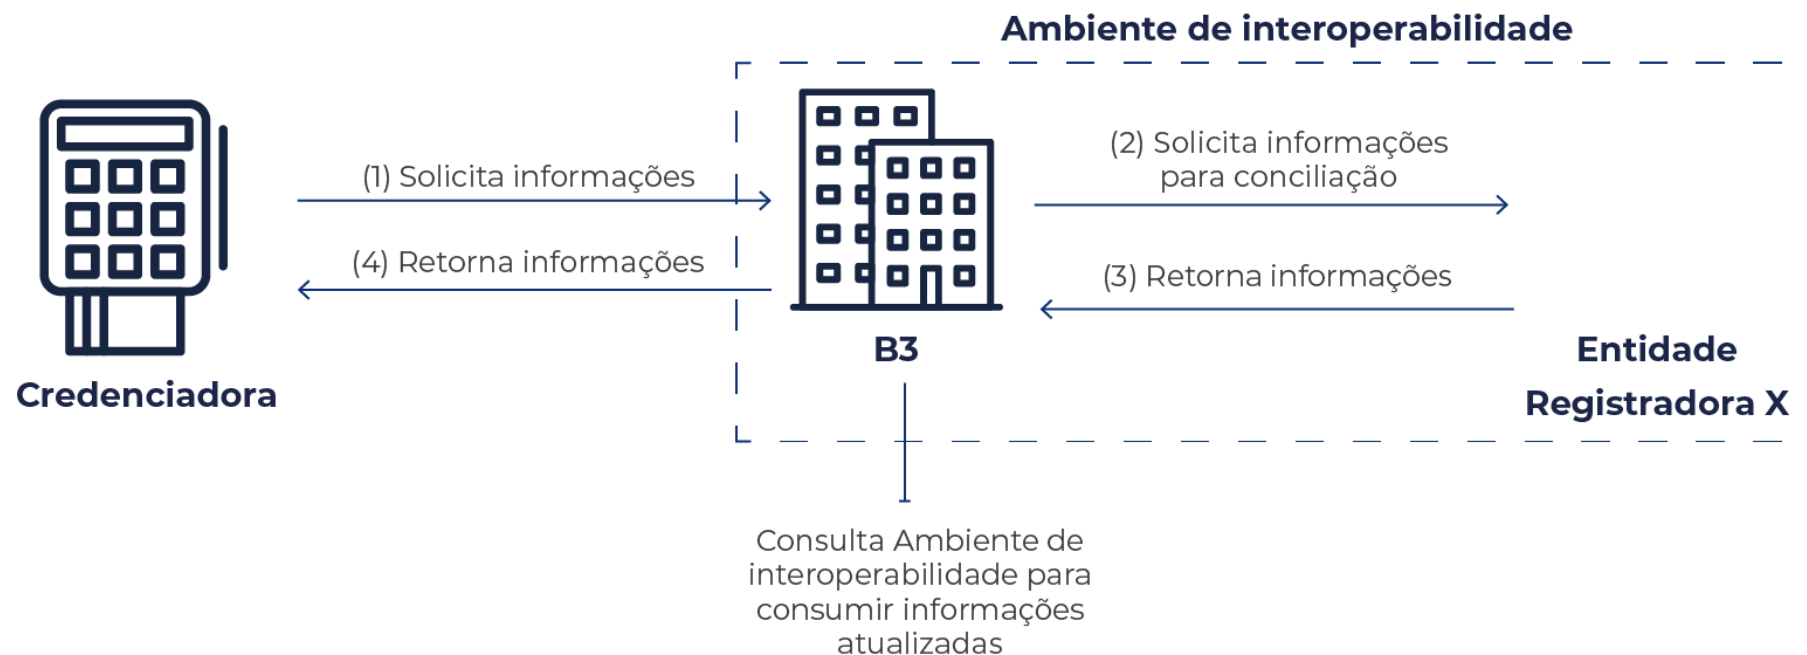 Ambiente de interoperabilidade
(1) Solicita informações
(2) Solicita informações
para conciliação
(4) Retorna informações
(3) Retorna informações
Credenciadora
B3
Entidade
Registradora X
Consulta Ambiente de
interoperabilidade para
consumir informações
atualizadas